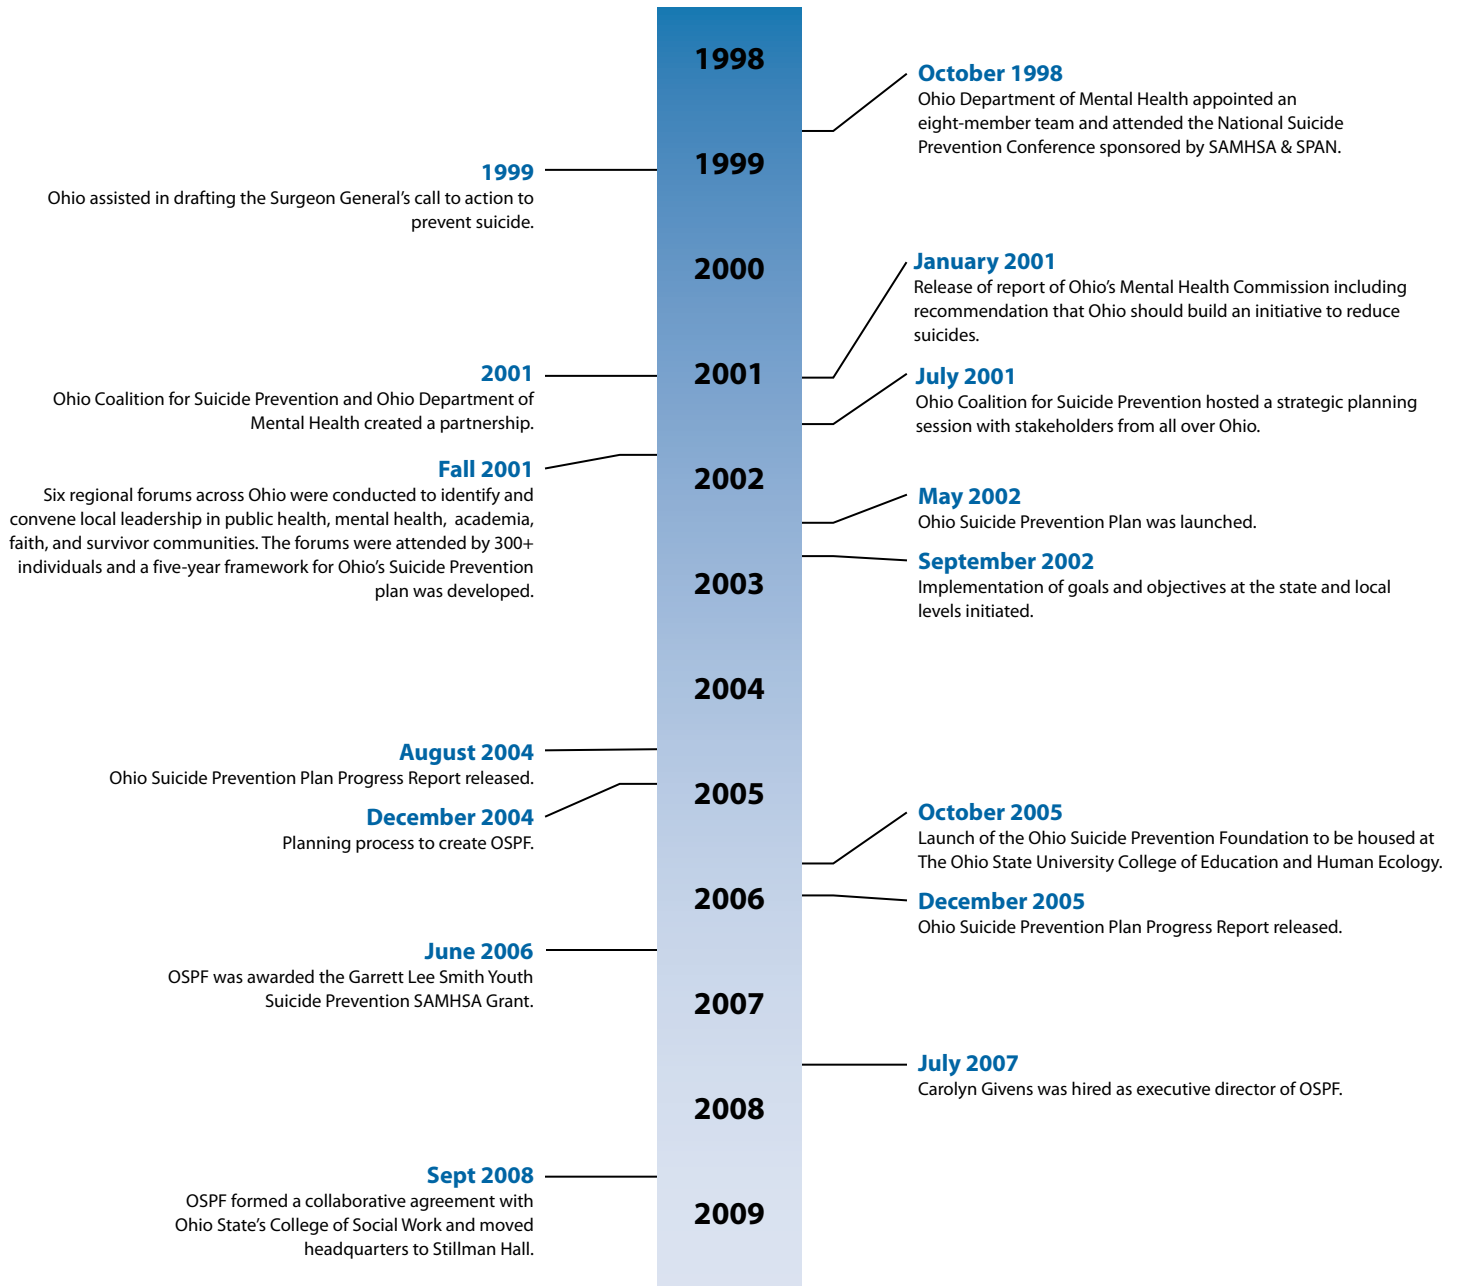 1998
October 1998
Ohio Department of Mental Health appointed an
eight-member team and attended the National Suicide
Prevention Conference sponsored by SAMHSA & SPAN.
1999
1999
Ohio assisted in drafting the Surgeon General’s call to action to
prevent suicide.
2000
January 2001
Release of report of Ohio’s Mental Health Commission including
recommendation that Ohio should build an initiative to reduce
suicides.
2001
2001
Ohio Coalition for Suicide Prevention and Ohio Department of
Mental Health created a partnership.
July 2001
Ohio Coalition for Suicide Prevention hosted a strategic planning
session with stakeholders from all over Ohio.
Fall 2001
Six regional forums across Ohio were conducted to identify and
convene local leadership in public health, mental health, academia,
faith, and survivor communities. The forums were attended by 300+
individuals and a five-year framework for Ohio’s Suicide Prevention
plan was developed.
2002
May 2002
Ohio Suicide Prevention Plan was launched.
September 2002
Implementation of goals and objectives at the state and local
levels initiated.
2003
2004
August 2004
Ohio Suicide Prevention Plan Progress Report released.
December 2004
Planning process to create OSPF.
2005
October 2005
Launch of the Ohio Suicide Prevention Foundation to be housed at
The Ohio State University College of Education and Human Ecology.
2006
December 2005
Ohio Suicide Prevention Plan Progress Report released.
June 2006
OSPF was awarded the Garrett Lee Smith Youth
Suicide Prevention SAMHSA Grant.
2007
July 2007
Carolyn Givens was hired as executive director of OSPF.
2008
Sept 2008
OSPF formed a collaborative agreement with
Ohio State’s College of Social Work and moved
headquarters to Stillman Hall.
2009